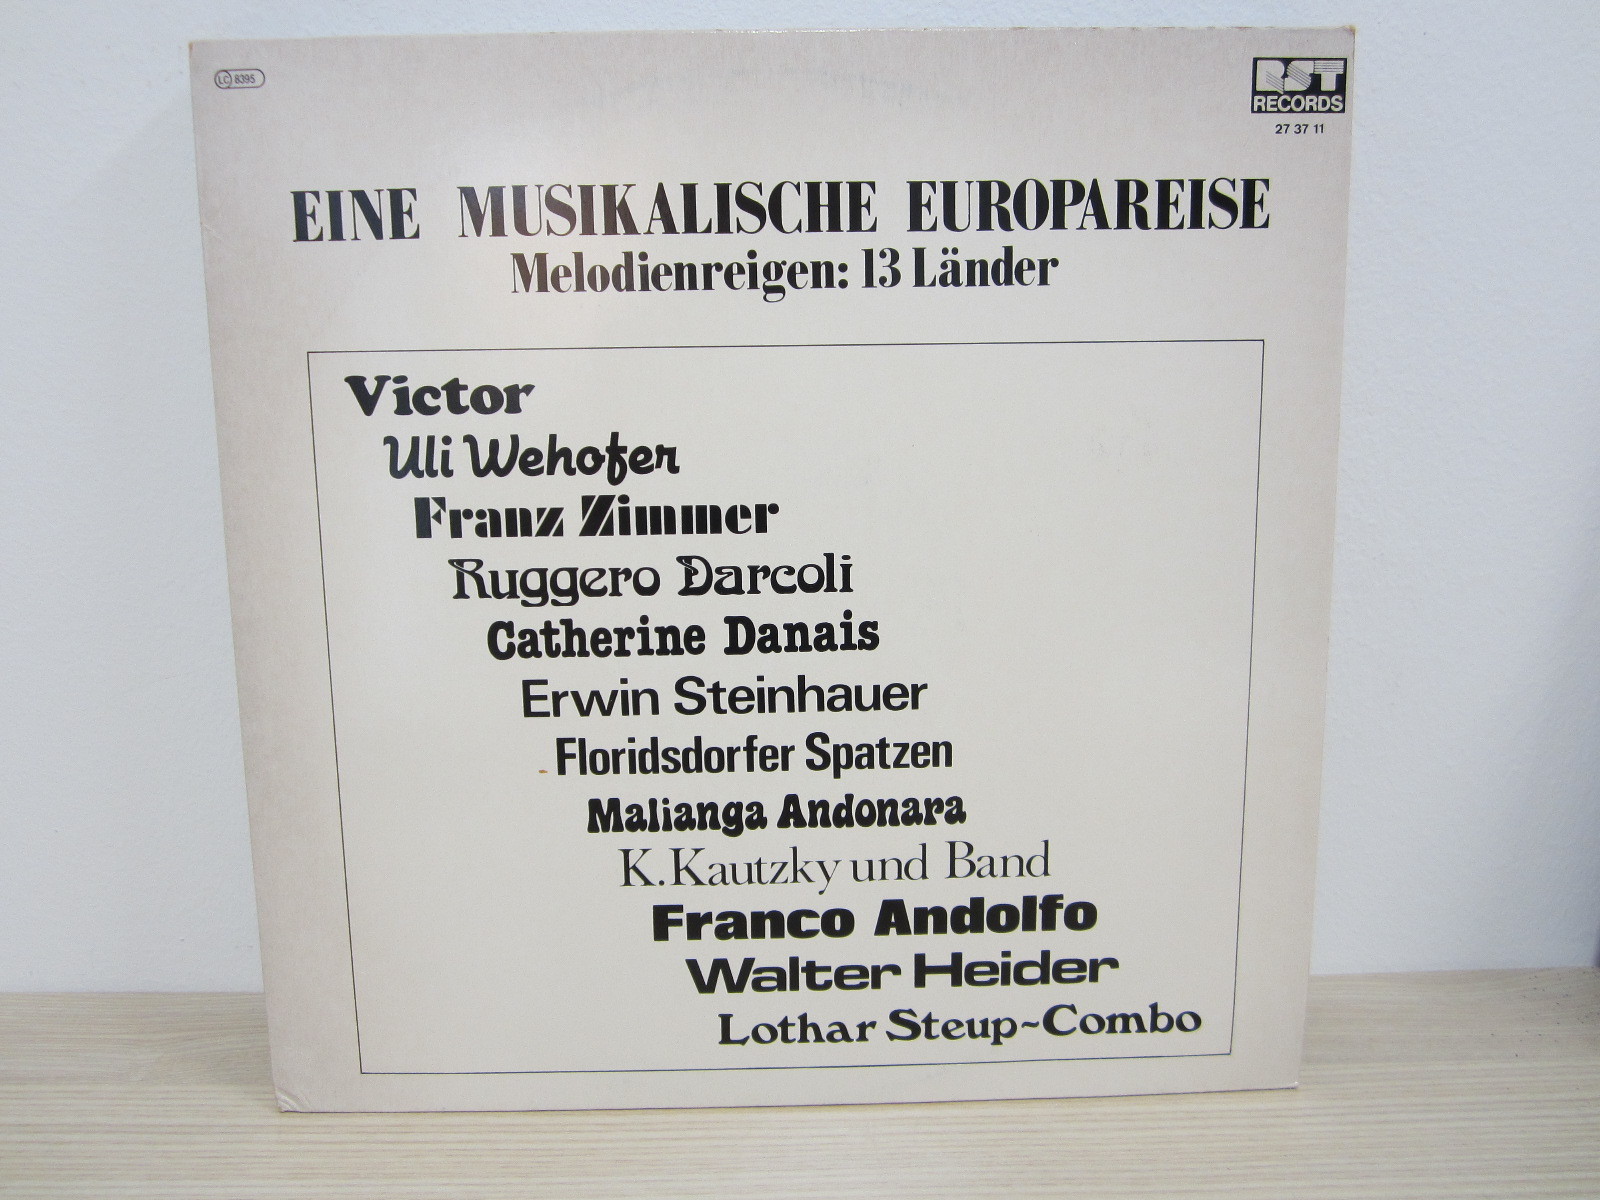 LC 8395
RST
RECORDS
27 37 11
EINE MUSIKALISCHE EUROPAREISE
Melodienreigen: 13 Länder
Victor
Uli Wehofer
Franz Zimmer
Ruggero Darcoli
Catherine Danais
Erwin Steinhauer
Floridsdorfer Spatzen
Malianga Andonara
K. Kautzky und Band
Franco Andolfo
Walter Heider
Lothar Steup~Combo